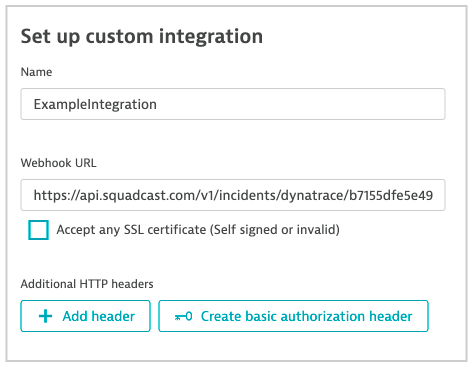 Set up custom integration
Name
ExampleIntegration
Webhook URL
https://api.squadcast.com/v1/incidents/dynatrace/b7155dfe5e49
Accept any SSL certificate (Self signed or invalid)
Additional HTTP headers
Add header
Create basic authorization header